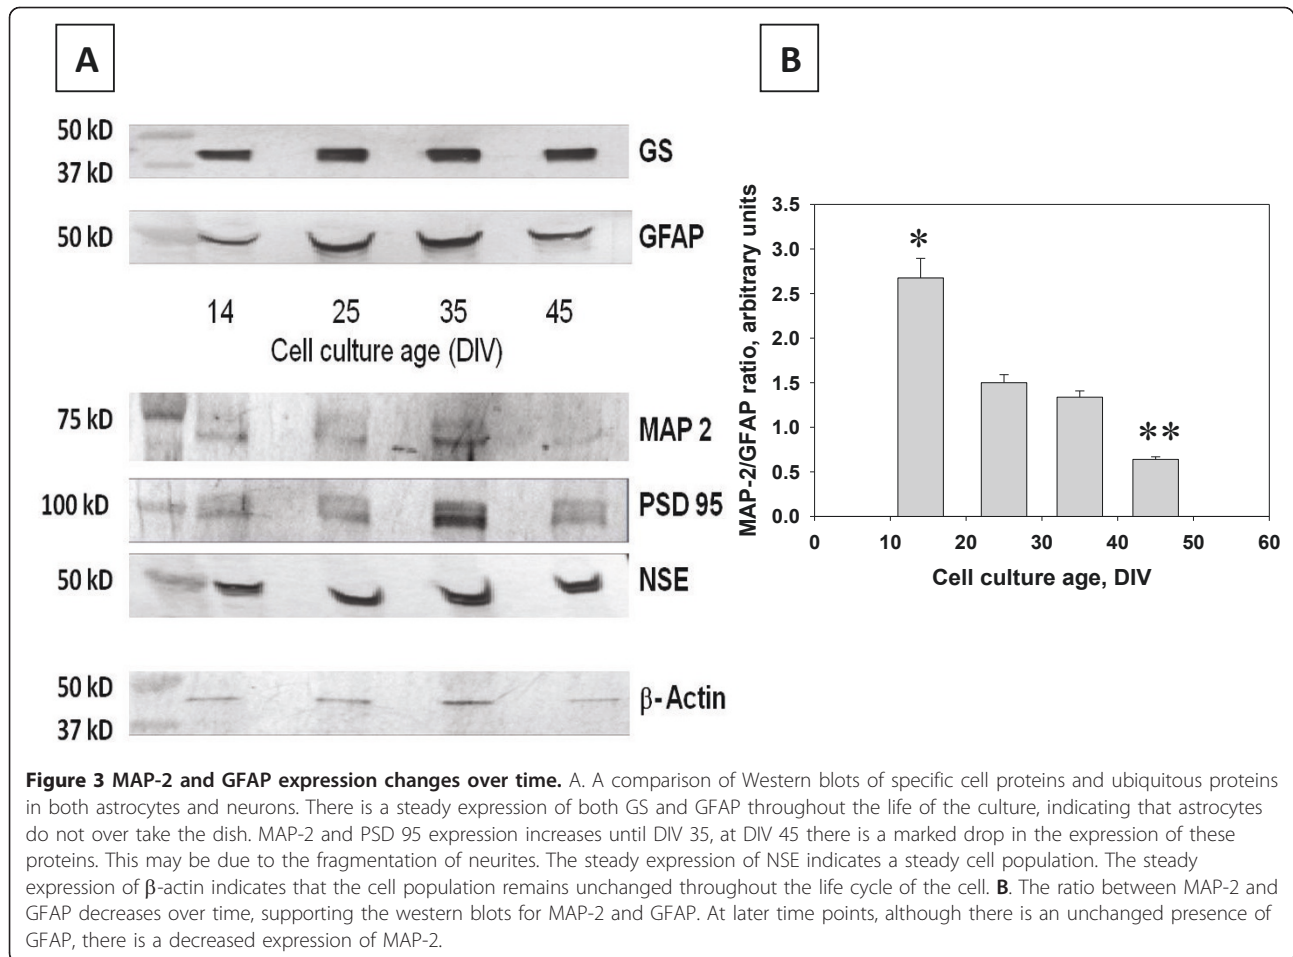 A
50 kD
GS
37 kD
50 kD
GFAP
14 25 35 45
Cell culture age (DIV)
75 kD
MAP 2
100 kD
PSD 95
50 kD
NSE
50 kD
β-Actin
37 kD
B
MAP-2/GFAP ratio, arbitrary units
3.5
3.0
2.5
2.0
1.5
1.0
0.5
0.0
*
**
0 10 20 30 40 50 60
Cell culture age, DIV
Figure 3 MAP-2 and GFAP expression changes over time. A. A comparison of Western blots of specific cell proteins and ubiquitous proteins
in both astrocytes and neurons. There is a steady expression of both GS and GFAP throughout the life of the culture, indicating that astrocytes
do not over take the dish. MAP-2 and PSD 95 expression increases until DIV 35, at DIV 45 there is a marked drop in the expression of these
proteins. This may be due to the fragmentation of neurites. The steady expression of NSE indicates a steady cell population. The steady
expression of β-actin indicates that the cell population remains unchanged throughout the life cycle of the cell. B. The ratio between MAP-2 and
GFAP decreases over time, supporting the western blots for MAP-2 and GFAP. At later time points, although there is an unchanged presence of
GFAP, there is a decreased expression of MAP-2.